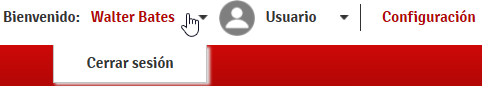 Bienvenido: Walter Bates Usuario Configuración
Cerrar sesión